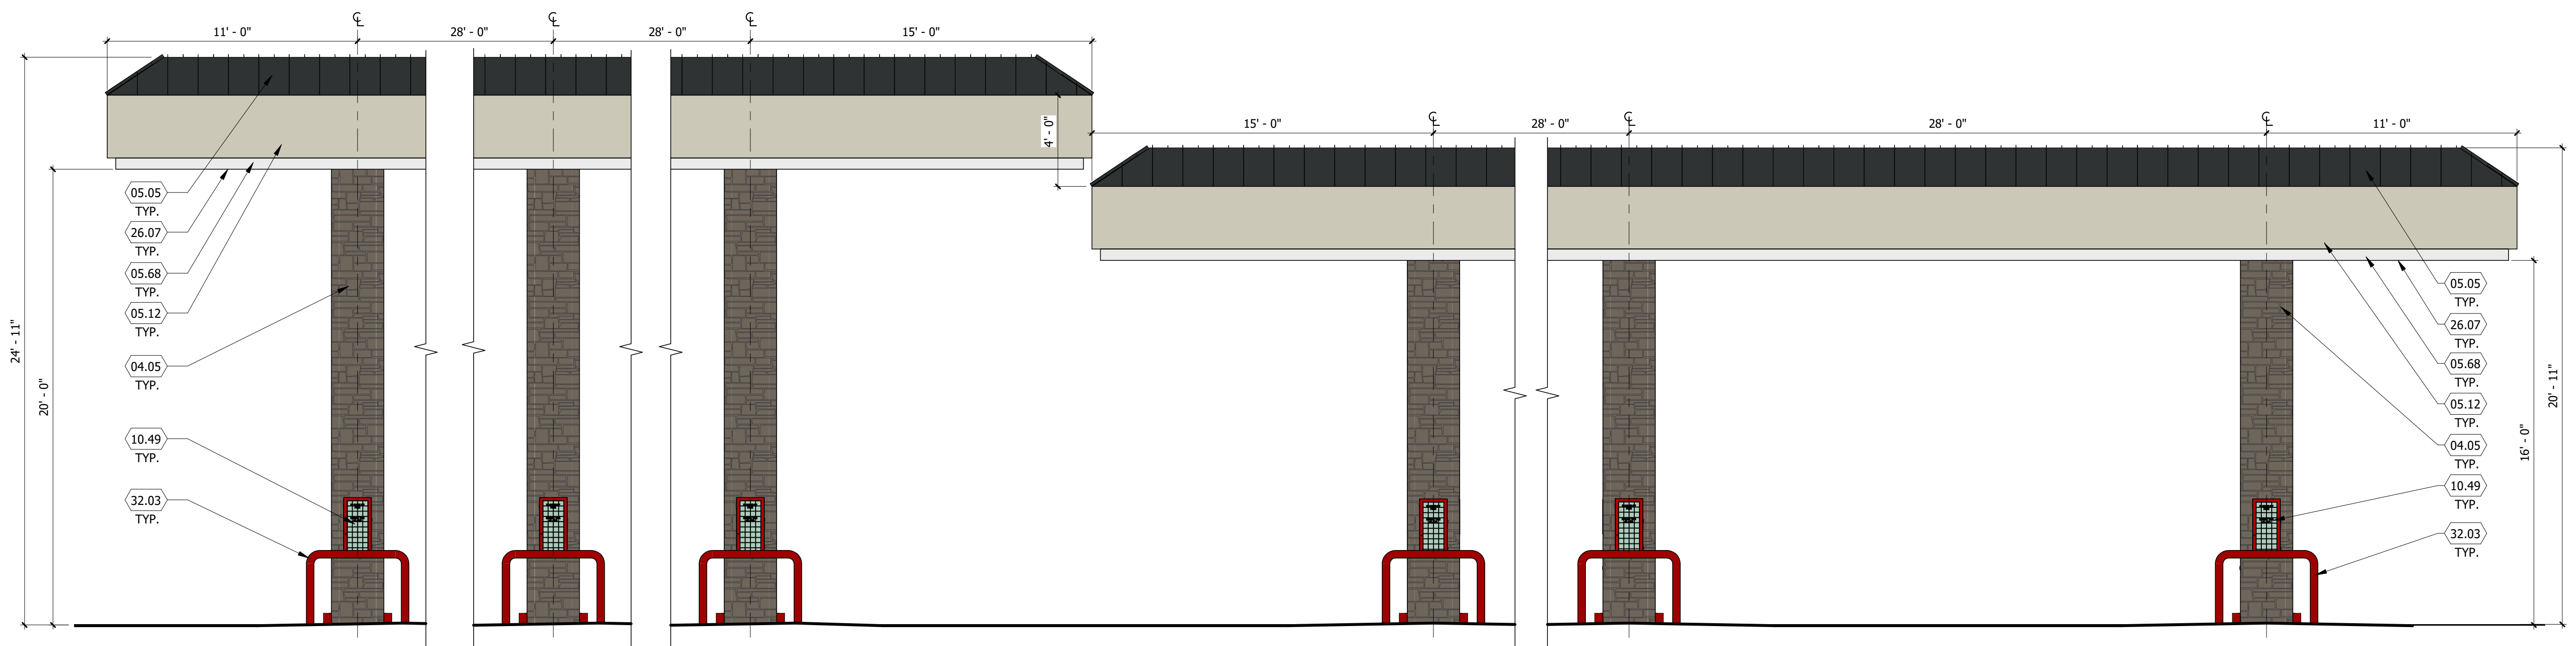 ℄
℄
℄
11' - 0"
28' - 0"
28' - 0"
15' - 0"
℄
℄
℄
15' - 0"
28' - 0"
28' - 0"
11' - 0"
4' - 0"
24' - 11"
20' - 0"
05.05
TYP.
26.07
TYP.
05.68
TYP.
05.12
TYP.
04.05
TYP.
10.49
TYP.
32.03
TYP.
05.05
TYP.
26.07
TYP.
05.68
TYP.
05.12
TYP.
04.05
TYP.
10.49
TYP.
32.03
TYP.
16' - 0"
20' - 11"